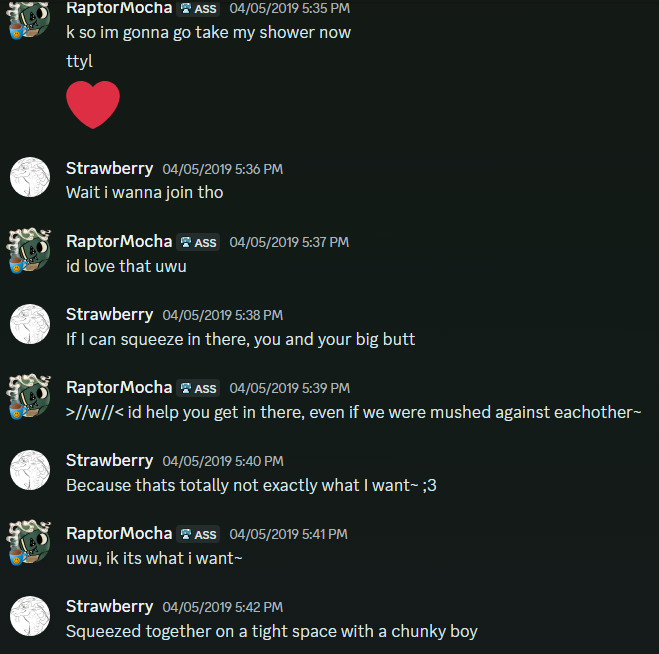 RaptorMocha ASS 04/05/2019 5:35 PM
k so im gonna go take my shower now
ttyl
Strawberry 04/05/2019 5:36 PM
Wait i wanna join tho
RaptorMocha ASS 04/05/2019 5:37 PM
id love that uwu
Strawberry 04/05/2019 5:38 PM
If I can squeeze in there, you and your big butt
RaptorMocha ASS 04/05/2019 5:39 PM
>//w//< id help you get in there, even if we were mushed against eachother~
Strawberry 04/05/2019 5:40 PM
Because thats totally not exactly what I want~ ;3
RaptorMocha ASS 04/05/2019 5:41 PM
uwu, ik its what i want~
Strawberry 04/05/2019 5:42 PM
Squeezed together on a tight space with a chunky boy